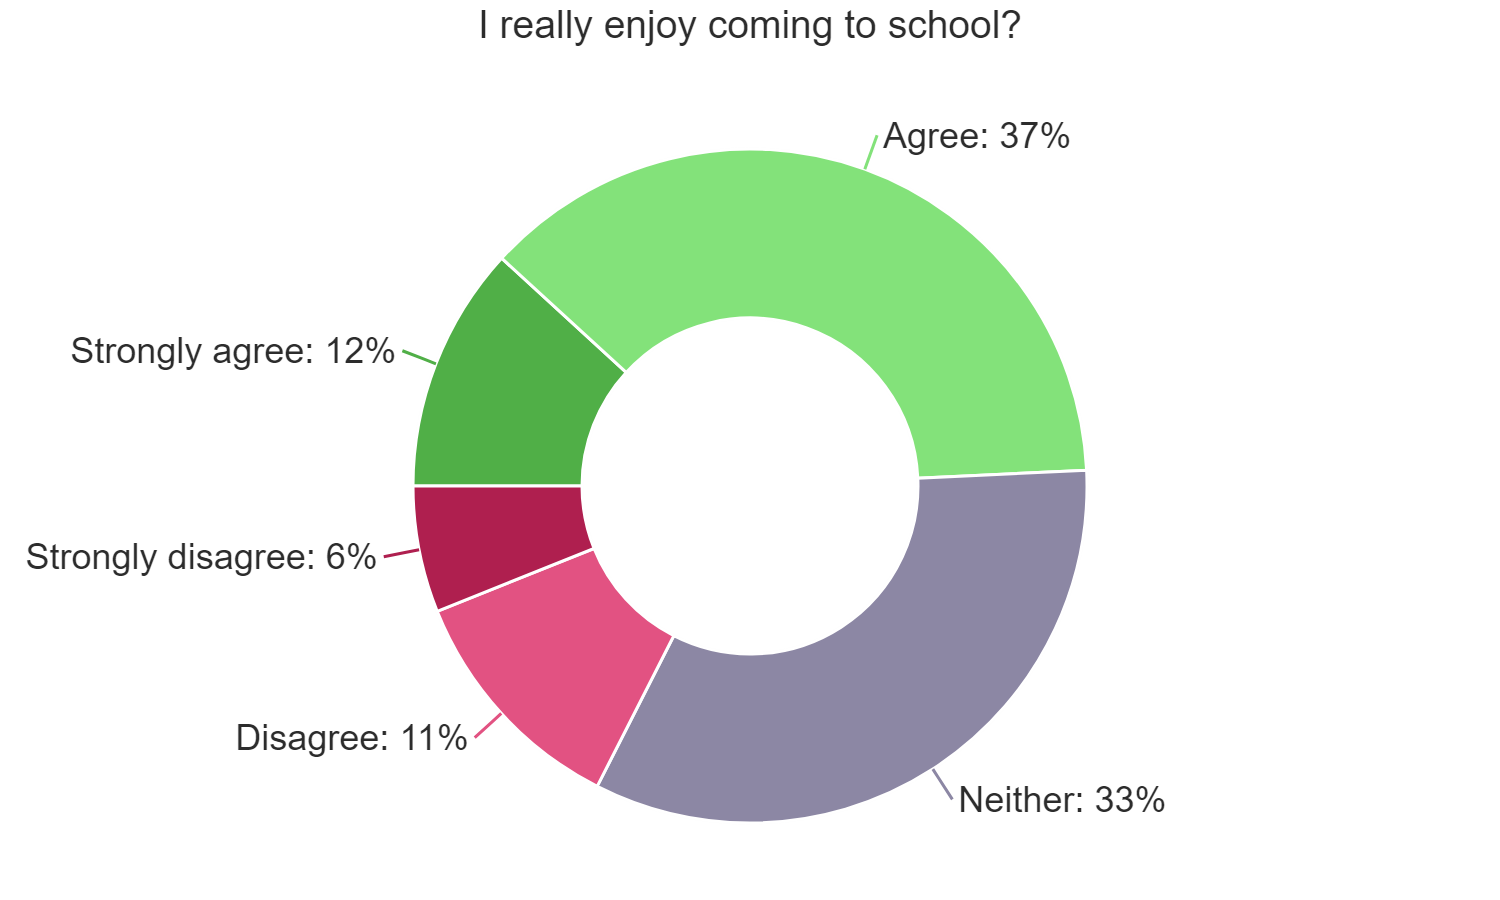 I really enjoy coming to school?
Agree: 37%
Strongly agree: 12%
Strongly disagree: 6%
Disagree: 11%
Neither: 33%